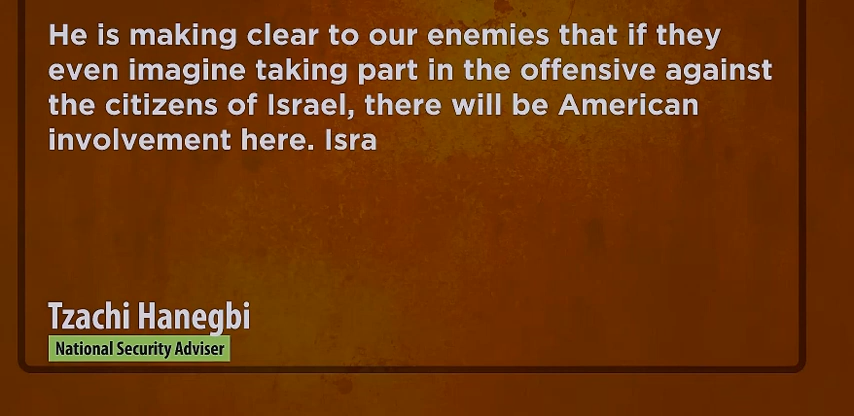 He is making clear to our enemies that if they
even imagine taking part in the offensive against
the citizens of Israel, there will be American
involvement here. Isra
Tzachi Hanegbi
National Security Adviser